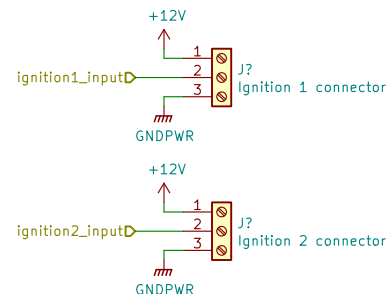 +12V
1
J?
ignition1_input
2
Ignition 1 connector
3
GNDPWR
+12V
1
J?
ignition2_input
2
Ignition 2 connector
3
GNDPWR